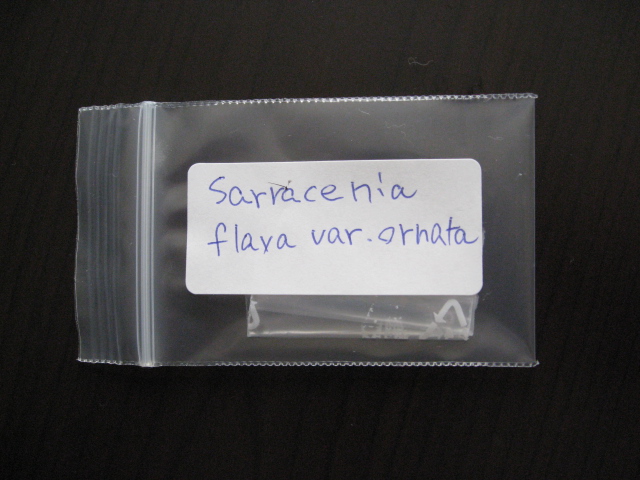 Sarracenia
flava var. ornata